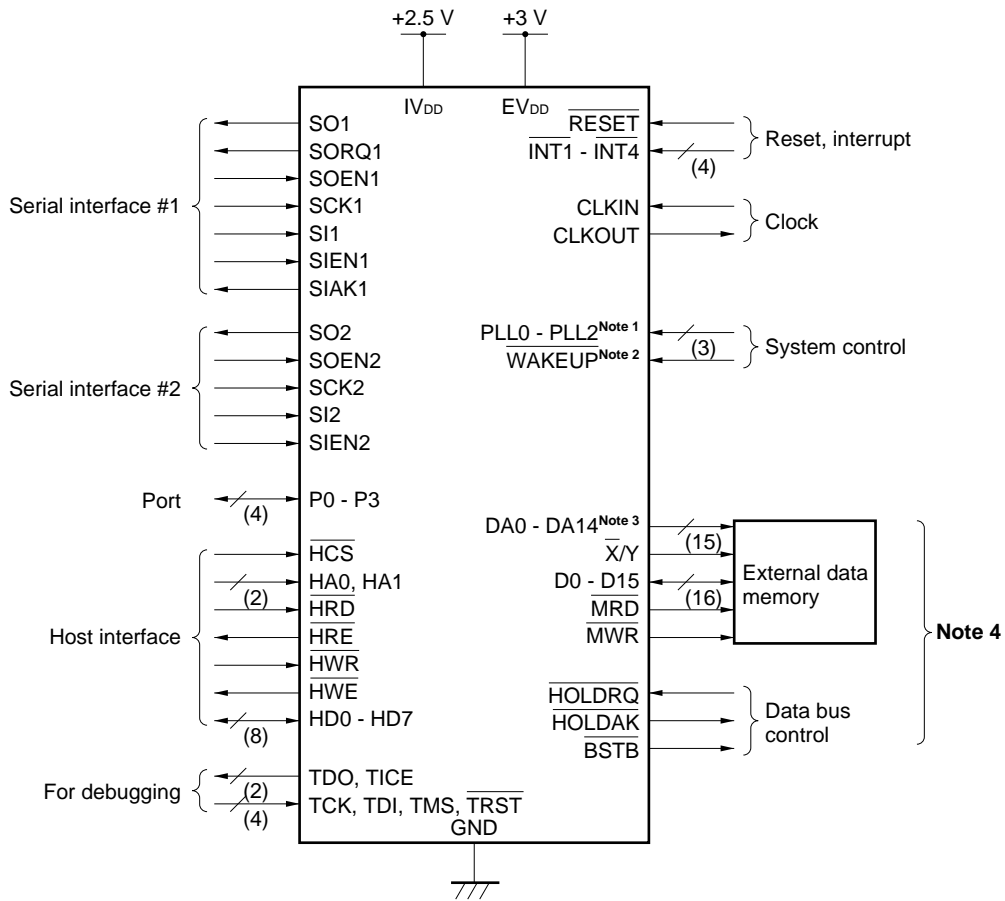 +2.5 V
+3 V
IVDD
EVDD
Serial interface #1
SO1
SORQ1
SOEN1
SCK1
SI1
SIEN1
SIAK1
Serial interface #2
SO2
SOEN2
SCK2
SI2
SIEN2
Port
(4)
P0 - P3
Host interface
HCS
HA0, HA1
(2)
HRD
HRE
HWR
HWE
HD0 - HD7
(8)
For debugging
TDO, TICE
(2)
TCK, TDI, TMS, TRST
(4)
GND
RESET
INT1 - INT4
(4)
Reset, interrupt
CLKIN
CLKOUT
Clock
PLL0 - PLL2Note 1
(3)
WAKEUPNote 2
System control
DA0 - DA14Note 3
(15)
X/Y
D0 - D15
(16)
MRD
MWR
External data
memory
HOLDRQ
HOLDAK
BSTB
Data bus
control
Note 4